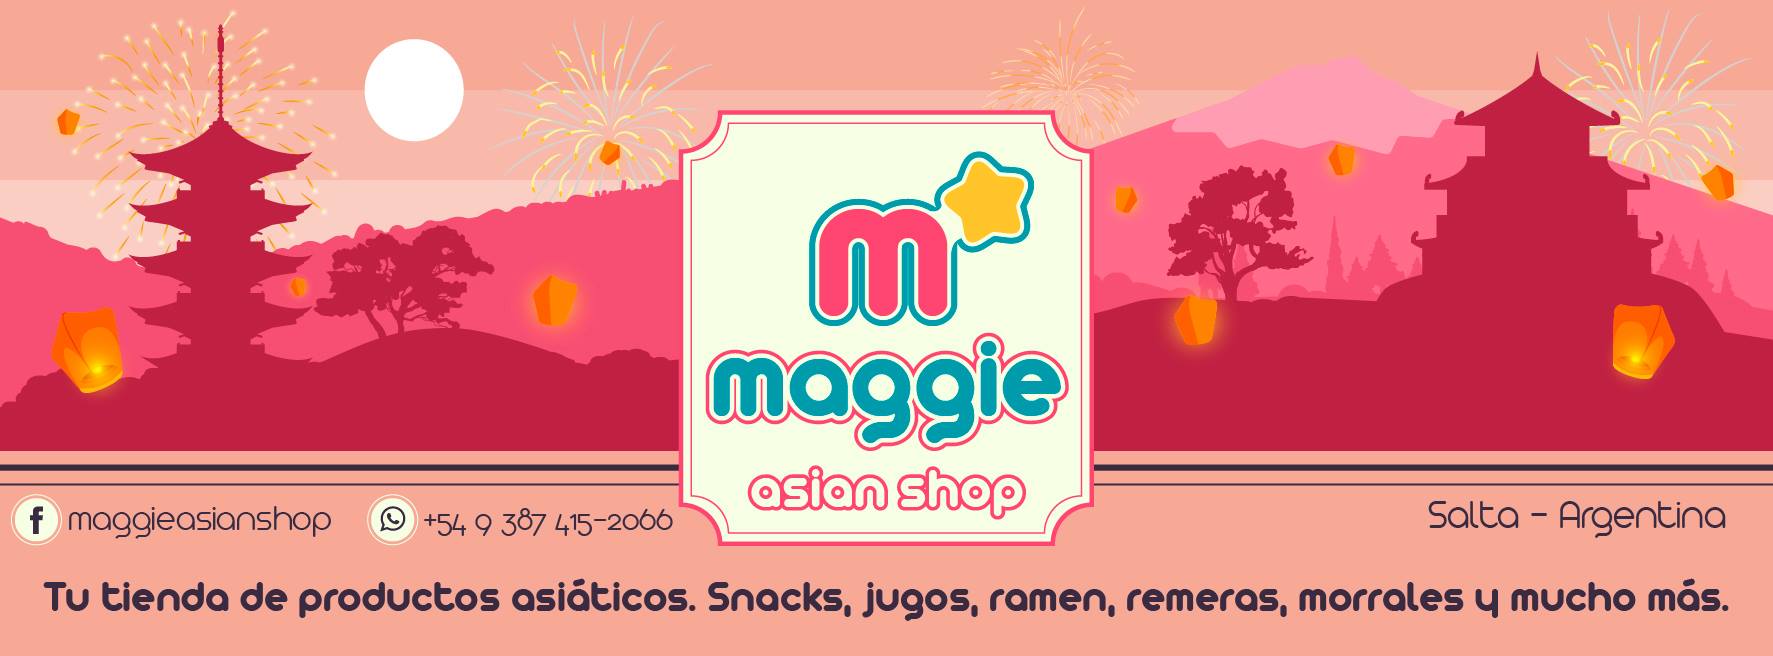 m
maggie
asian shop
maggieasianshop
+54 9 387 415-2066
Salta - Argentina
Tu tienda de productos asiáticos. Snacks, jugos, ramen, remeras, morrales y mucho más.